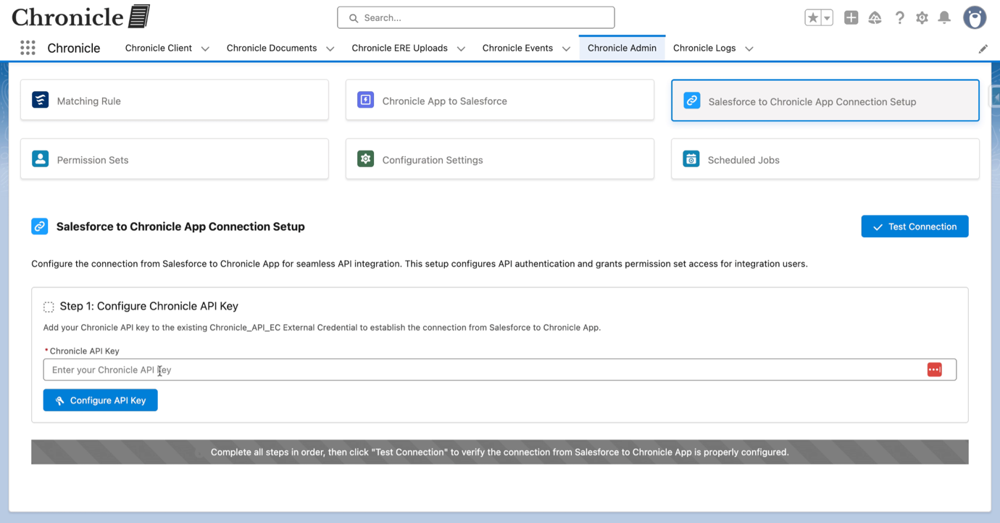 Chronicle
Search...
Chronicle
Chronicle Client
Chronicle Documents
Chronicle ERE Uploads
Chronicle Events
Chronicle Admin
Chronicle Logs
Matching Rule
Chronicle App to Salesforce
Salesforce to Chronicle App Connection Setup
Permission Sets
Configuration Settings
Scheduled Jobs
Salesforce to Chronicle App Connection Setup
Test Connection
Configure the connection from Salesforce to Chronicle App for seamless API integration. This setup configures API authentication and grants permission set access for integration users.
Step 1: Configure Chronicle API Key
Add your Chronicle API key to the existing Chronicle_API_EC External Credential to establish the connection from Salesforce to Chronicle App.
* Chronicle API Key
Enter your Chronicle API key
Configure API Key
Complete all steps in order, then click "Test Connection" to verify the connection from Salesforce to Chronicle App is properly configured.